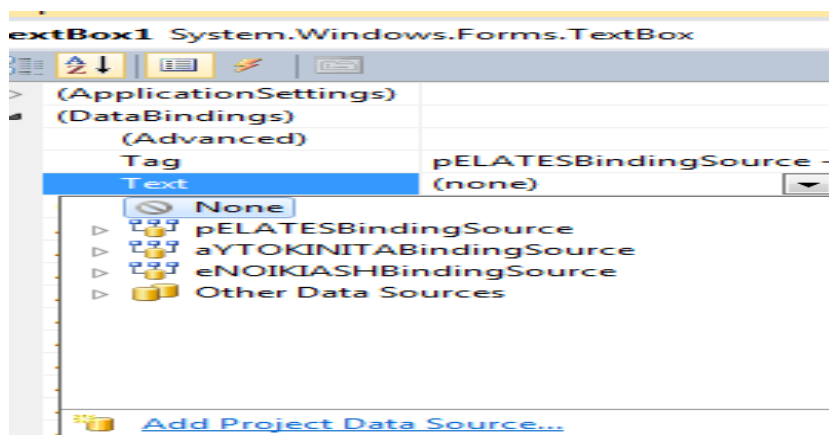 extBox1 System.Windows.Forms.TextBox
(ApplicationSettings)
(DataBindings)
(Advanced)
Tag pELATESBindingSource -
Text (none)
None
pELATESBindingSource
aYTOKINITABindingSource
eNOIKIASHBindingSource
Other Data Sources
Add Project Data Source...